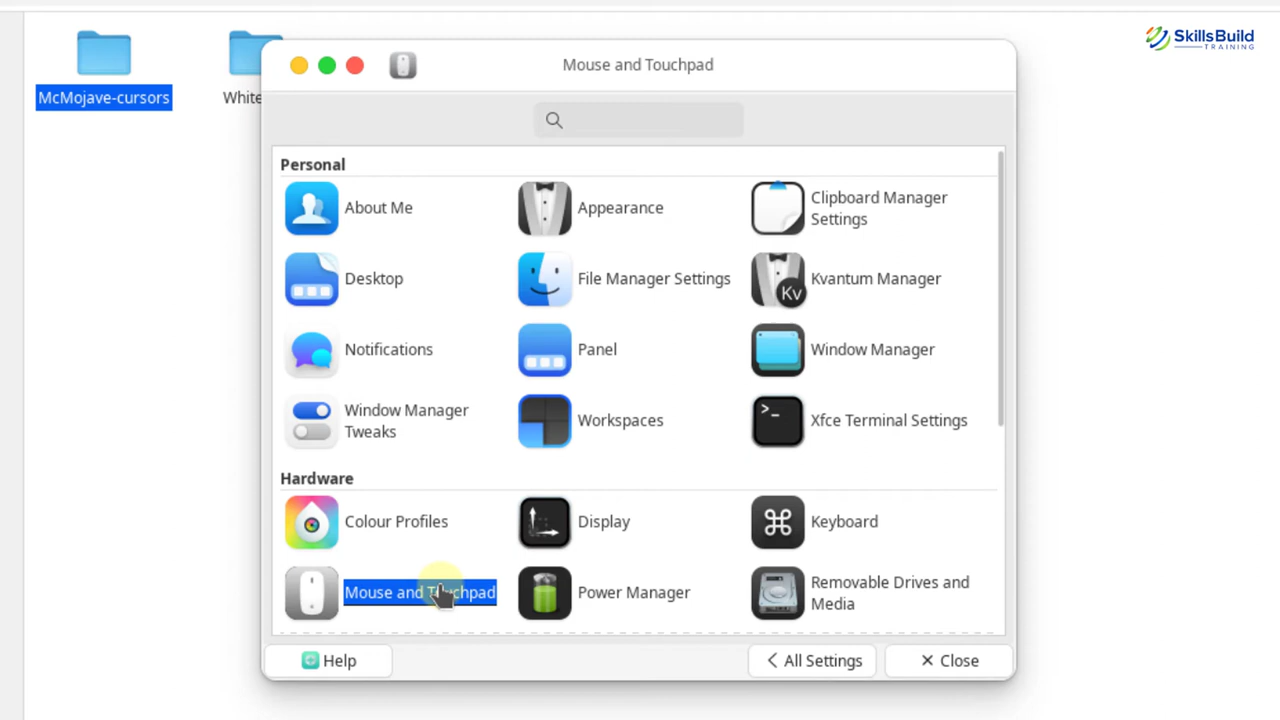 SkillsBuild
TRAINING
McMojave-cursors
White
Mouse and Touchpad
Personal
About Me
Appearance
Clipboard Manager
Settings
Desktop
File Manager Settings
Kvantum Manager
Kv
Notifications
Panel
Window Manager
Window Manager
Tweaks
Workspaces
>_
Xfce Terminal Settings
Hardware
Colour Profiles
Display
Keyboard
Mouse and Touchpad
Power Manager
Removable Drives and
Media
Help
All Settings
Close